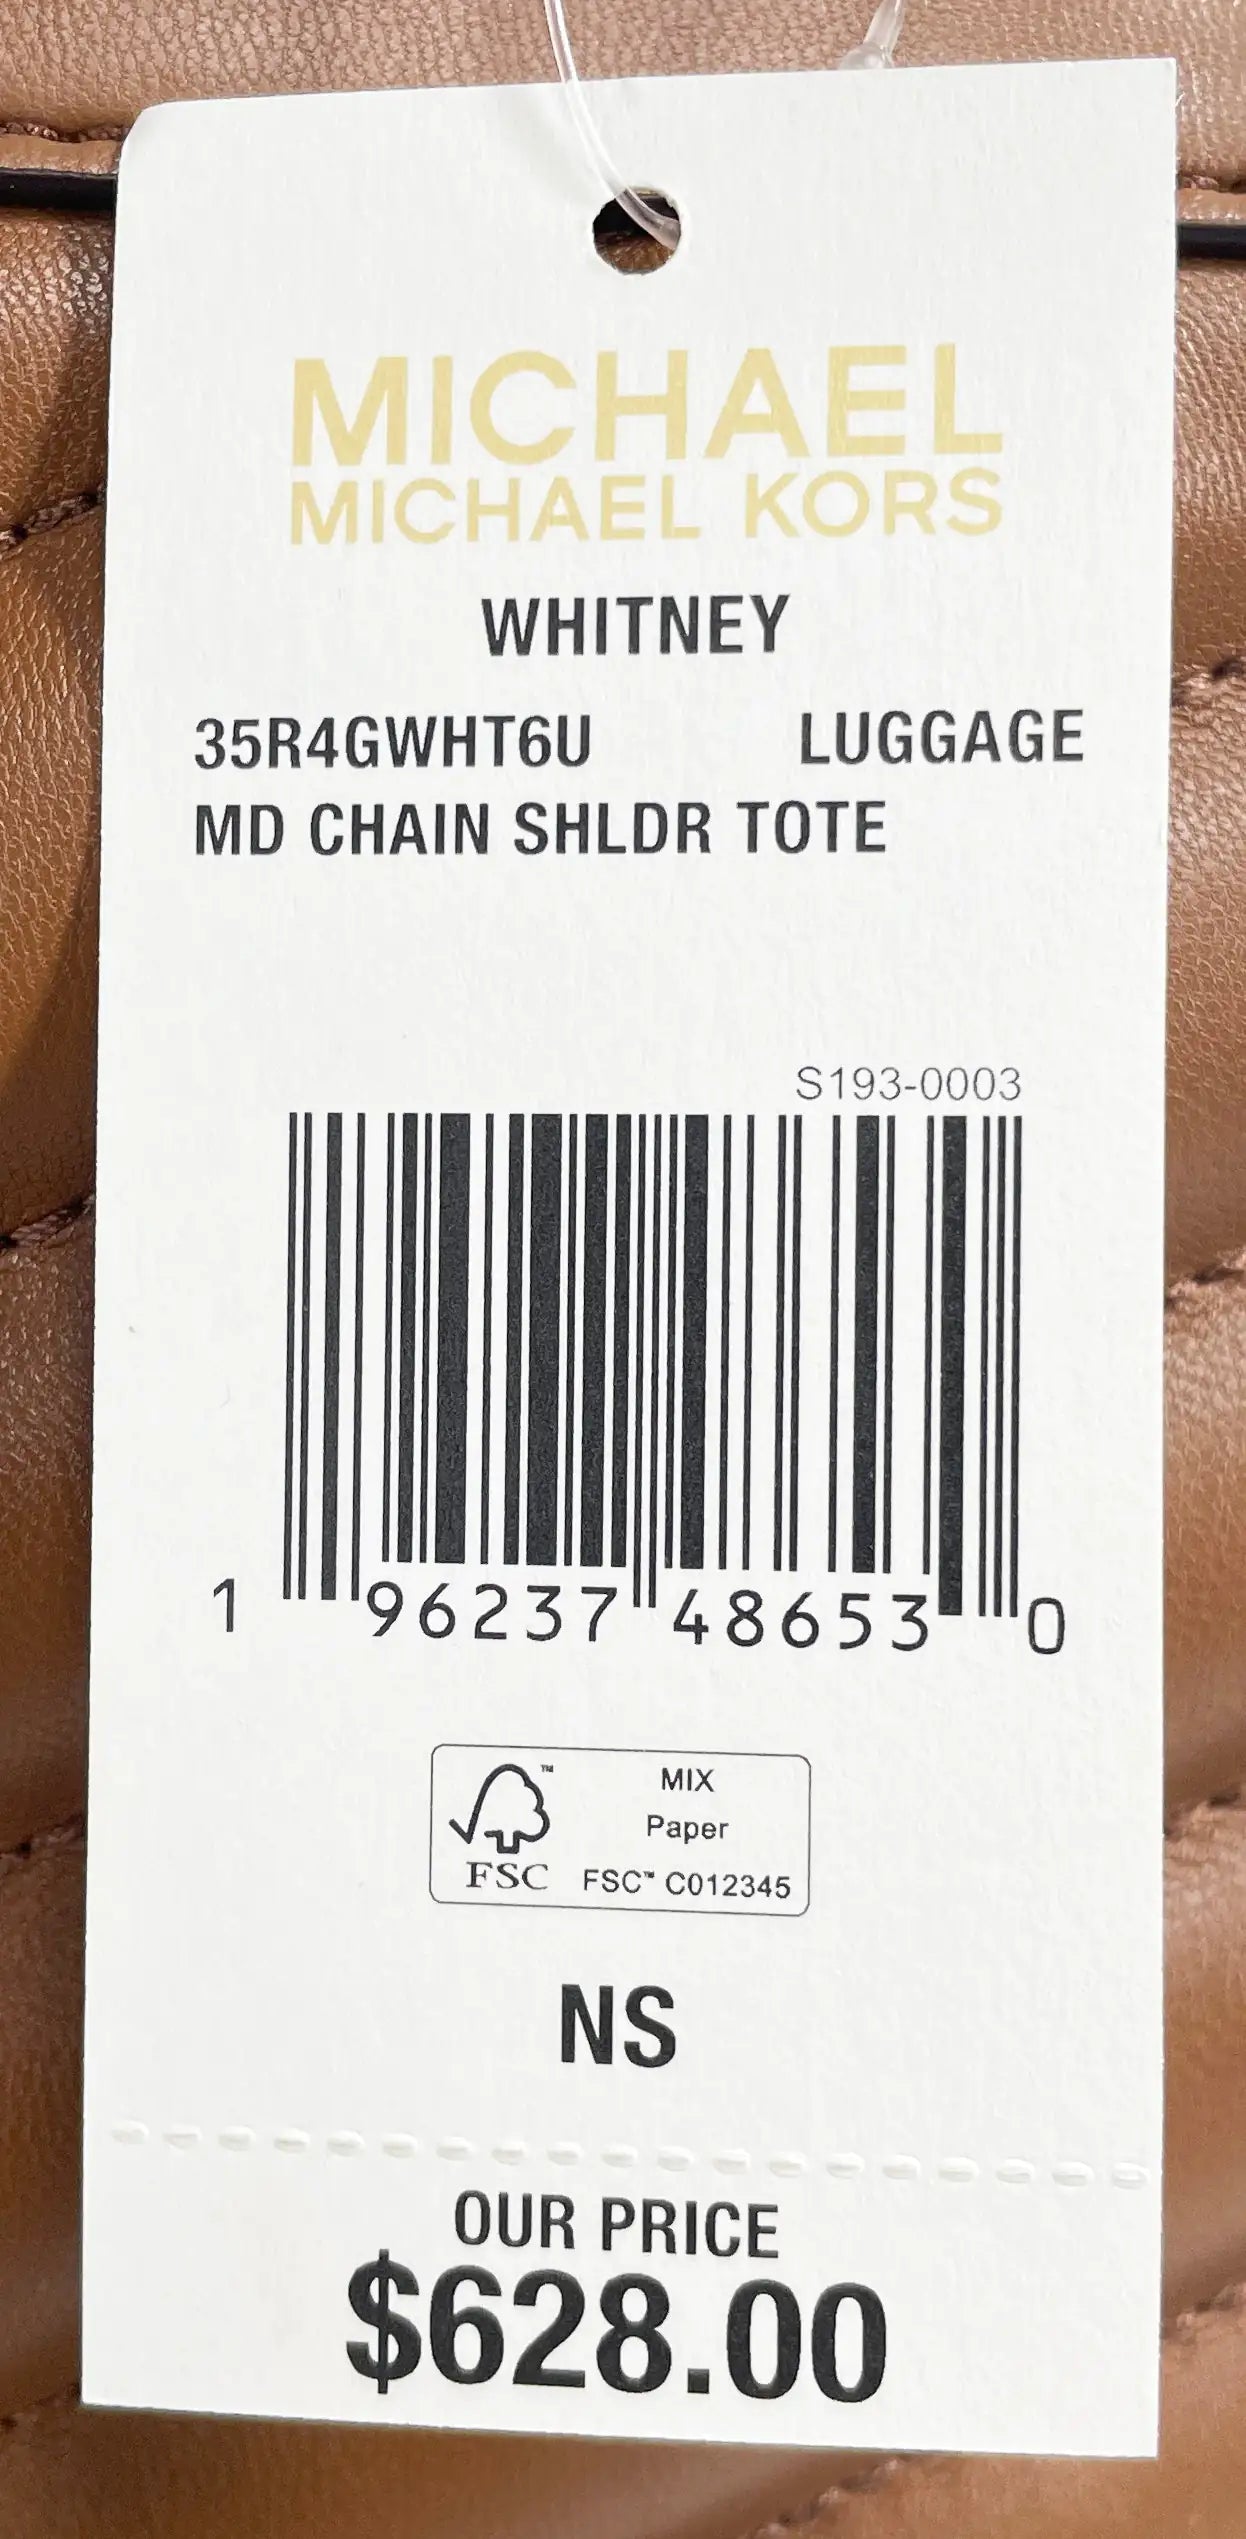 MICHAEL
MICHAEL KORS
WHITNEY
35R4GWHT6U LUGGAGE
MD CHAIN SHLDR TOTE
S193-0003
1 96237 48653 0
™ MIX
Paper
FSC FSC™ C012345
NS
OUR PRICE
$628.00